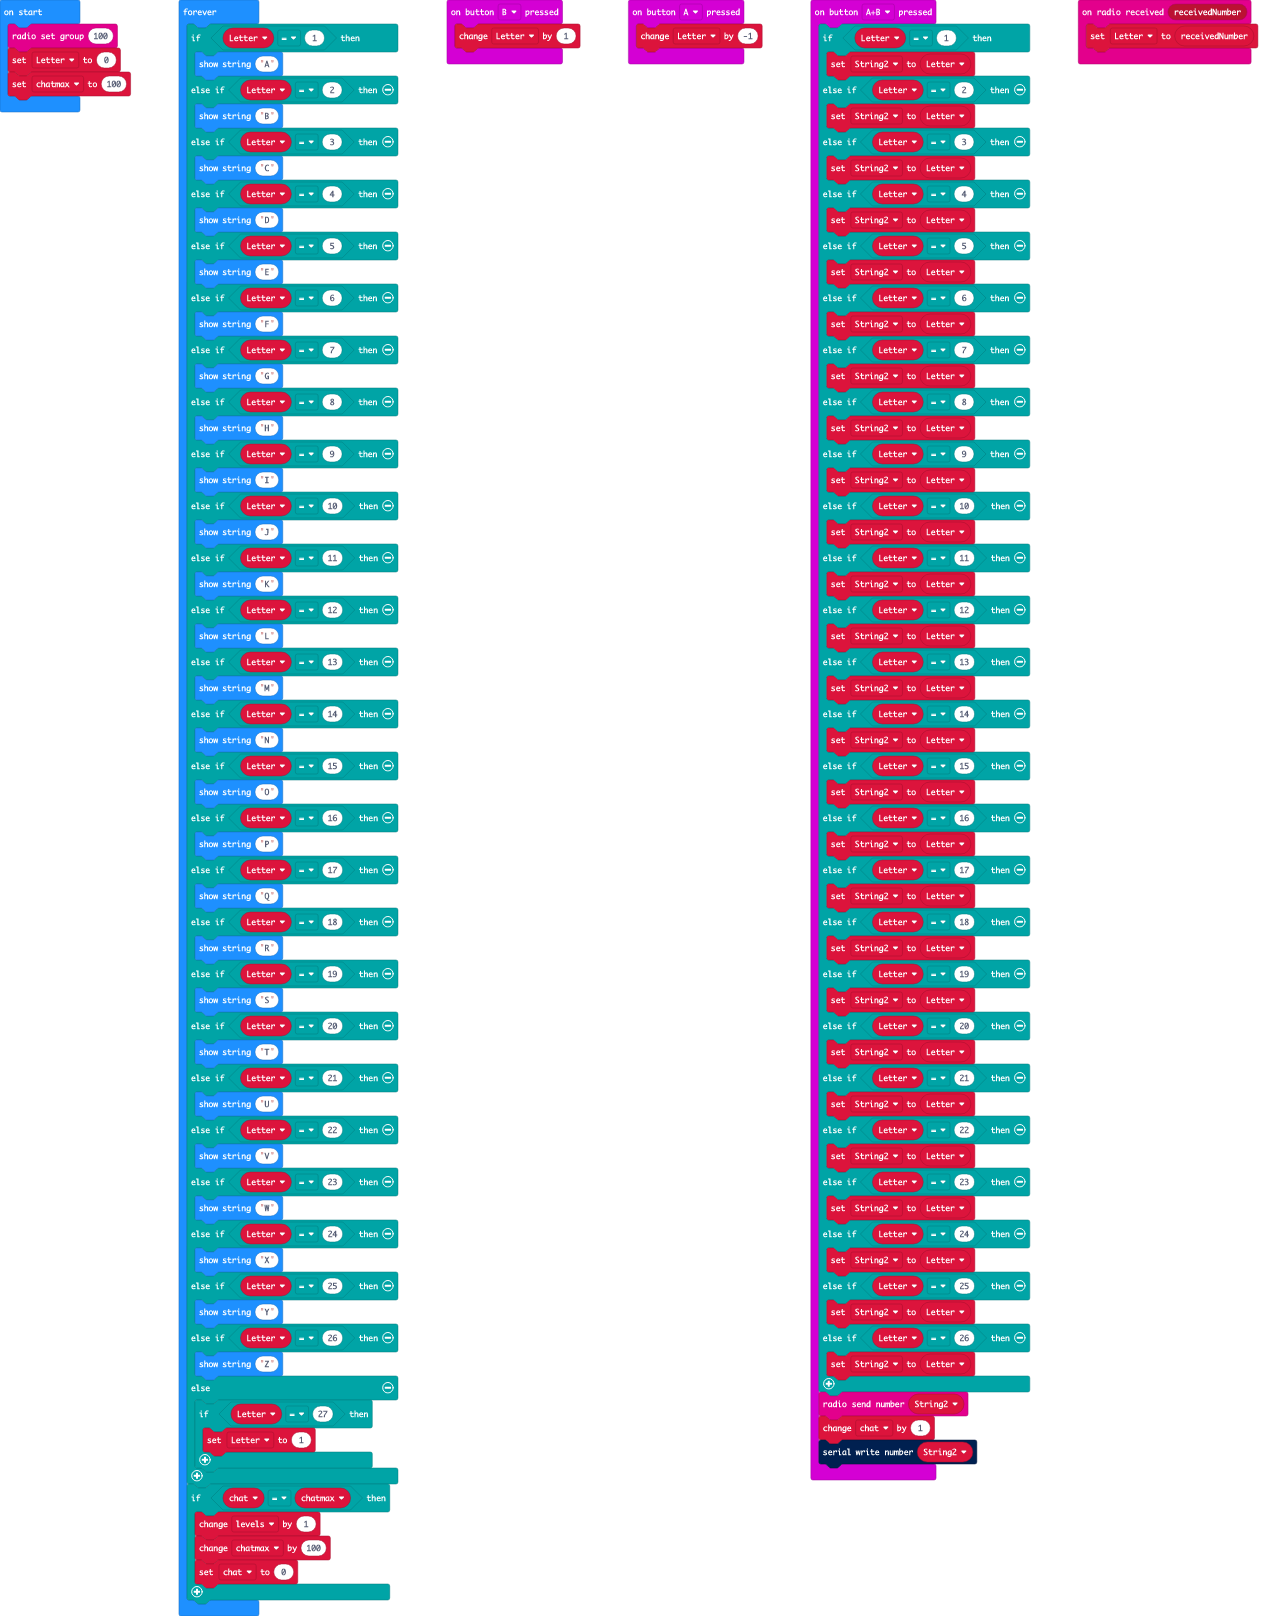 on start
radio set group 100
set Letter to 0
set chatmax to 100
forever
if Letter = 1 then
show string "A"
else if Letter = 2 then
show string "B"
else if Letter = 3 then
show string "C"
else if Letter = 4 then
show string "D"
else if Letter = 5 then
show string "E"
else if Letter = 6 then
show string "F"
else if Letter = 7 then
show string "G"
else if Letter = 8 then
show string "H"
else if Letter = 9 then
show string "I"
else if Letter = 10 then
show string "J"
else if Letter = 11 then
show string "K"
else if Letter = 12 then
show string "L"
else if Letter = 13 then
show string "M"
else if Letter = 14 then
show string "N"
else if Letter = 15 then
show string "O"
else if Letter = 16 then
show string "P"
else if Letter = 17 then
show string "Q"
else if Letter = 18 then
show string "R"
else if Letter = 19 then
show string "S"
else if Letter = 20 then
show string "T"
else if Letter = 21 then
show string "U"
else if Letter = 22 then
show string "V"
else if Letter = 23 then
show string "W"
else if Letter = 24 then
show string "X"
else if Letter = 25 then
show string "Y"
else if Letter = 26 then
show string "Z"
else
if Letter = 27 then
set Letter to 1
if chat = chatmax then
change levels by 1
change chatmax by 100
set chat to 0
on button B pressed
change Letter by 1
on button A pressed
change Letter by -1
on button A+B pressed
if Letter = 1 then
set String2 to Letter
else if Letter = 2 then
set String2 to Letter
else if Letter = 3 then
set String2 to Letter
else if Letter = 4 then
set String2 to Letter
else if Letter = 5 then
set String2 to Letter
else if Letter = 6 then
set String2 to Letter
else if Letter = 7 then
set String2 to Letter
else if Letter = 8 then
set String2 to Letter
else if Letter = 9 then
set String2 to Letter
else if Letter = 10 then
set String2 to Letter
else if Letter = 11 then
set String2 to Letter
else if Letter = 12 then
set String2 to Letter
else if Letter = 13 then
set String2 to Letter
else if Letter = 14 then
set String2 to Letter
else if Letter = 15 then
set String2 to Letter
else if Letter = 16 then
set String2 to Letter
else if Letter = 17 then
set String2 to Letter
else if Letter = 18 then
set String2 to Letter
else if Letter = 19 then
set String2 to Letter
else if Letter = 20 then
set String2 to Letter
else if Letter = 21 then
set String2 to Letter
else if Letter = 22 then
set String2 to Letter
else if Letter = 23 then
set String2 to Letter
else if Letter = 24 then
set String2 to Letter
else if Letter = 25 then
set String2 to Letter
else if Letter = 26 then
set String2 to Letter
radio send number String2
change chat by 1
serial write number String2
on radio received receivedNumber
set Letter to receivedNumber